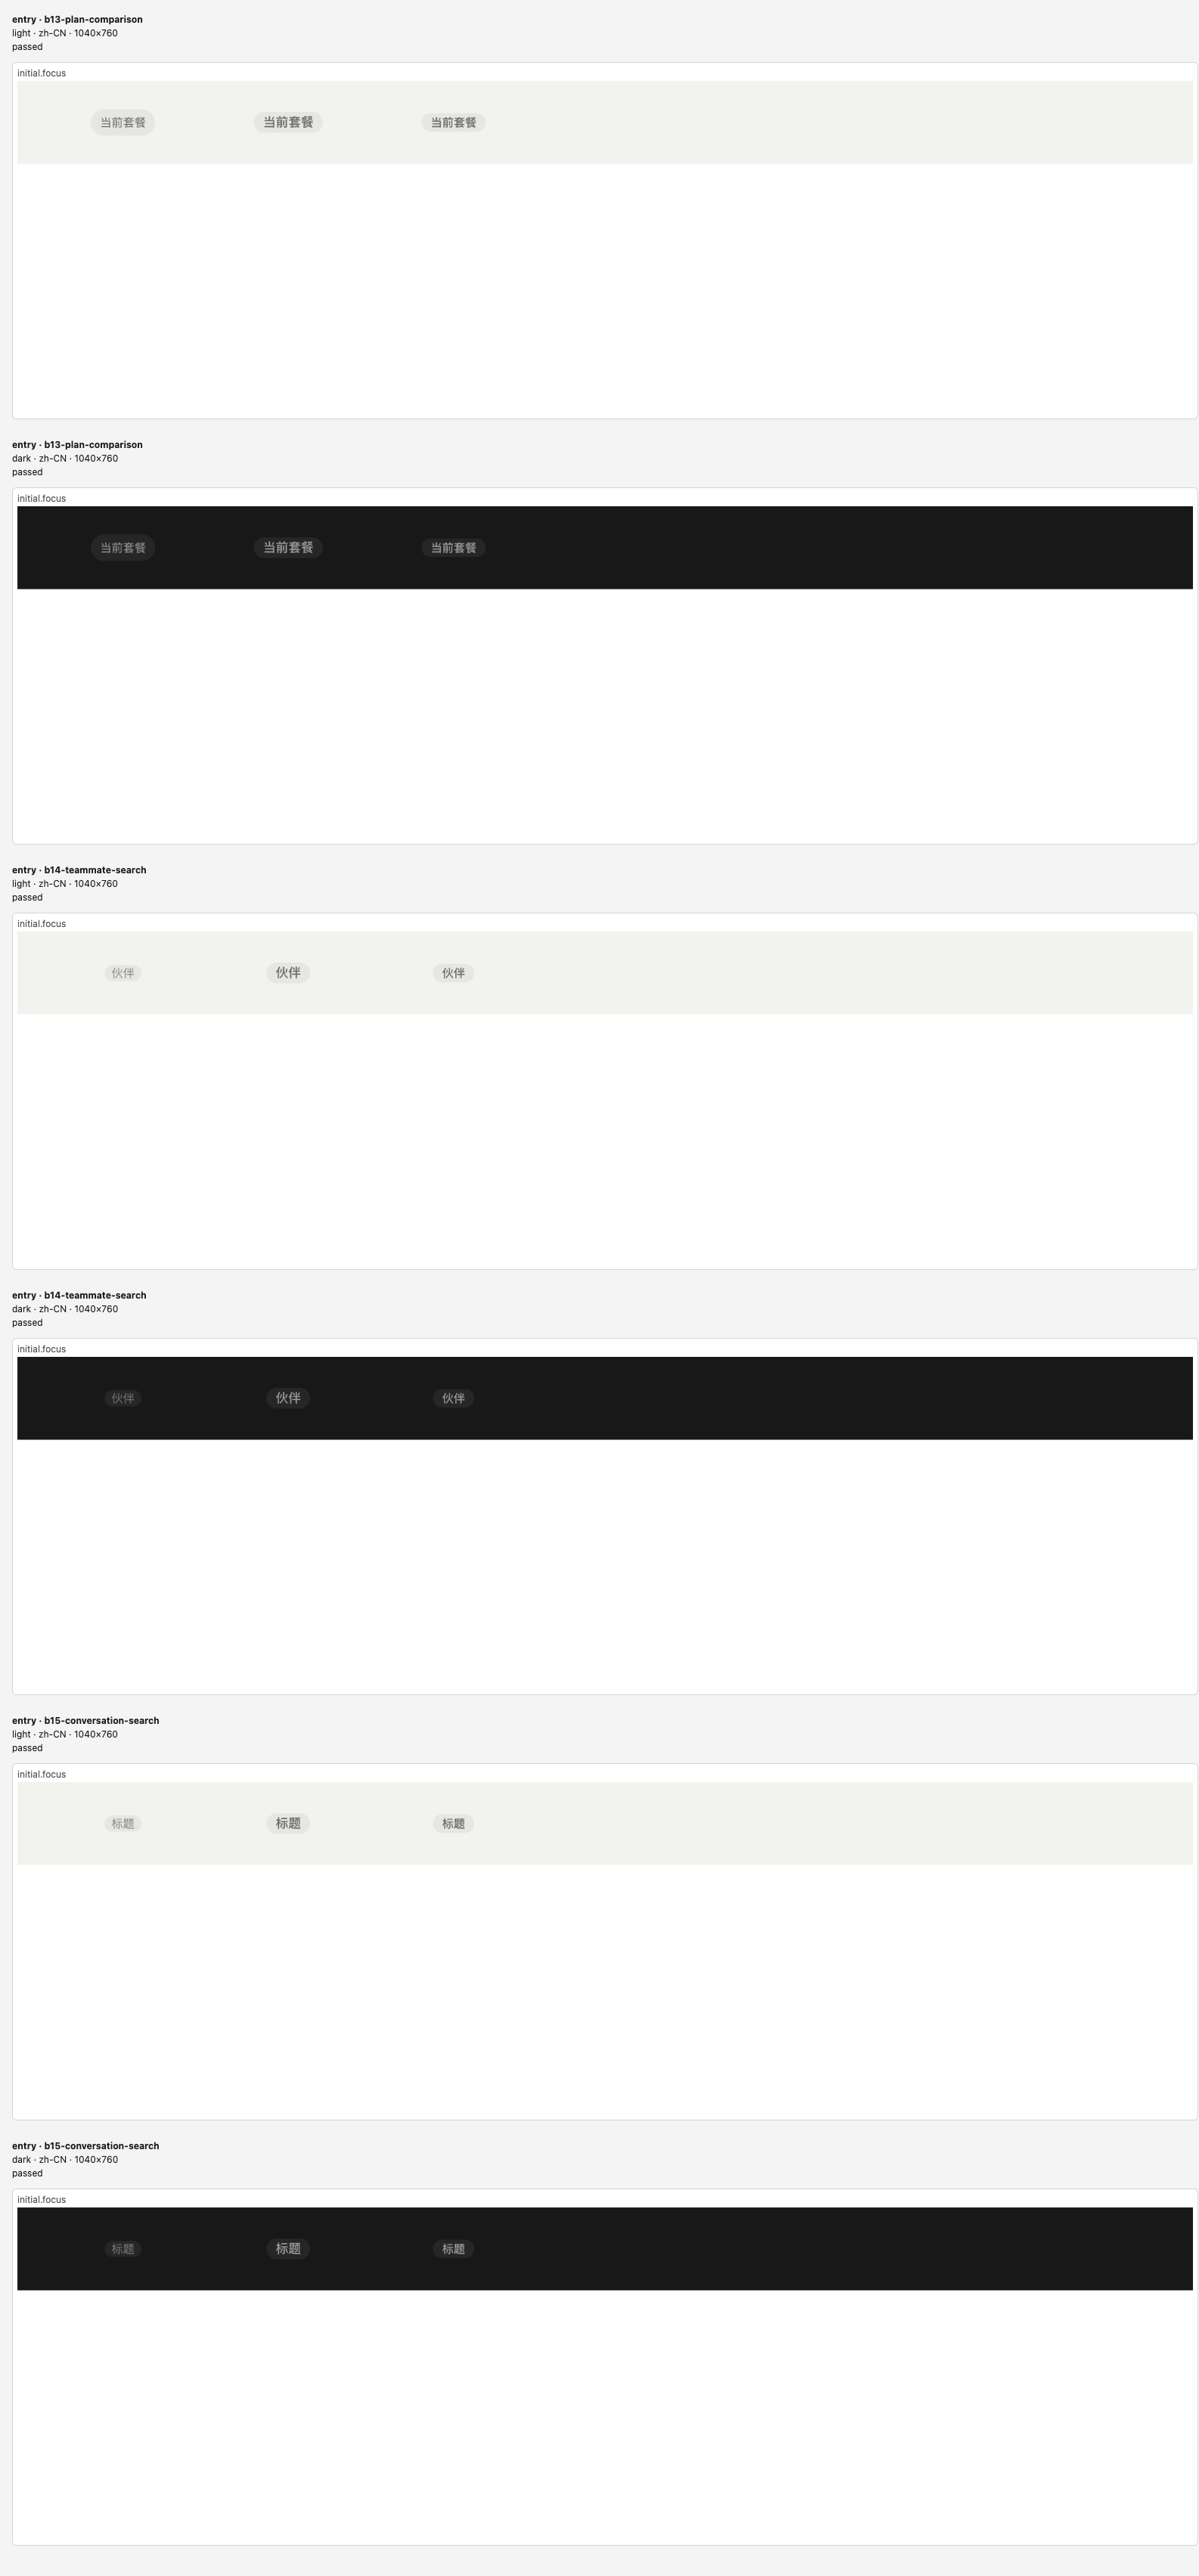 entry · b13-plan-comparison
light · zh-CN · 1040×760
passed
initial.focus
当前套餐 当前套餐 当前套餐
entry · b13-plan-comparison
dark · zh-CN · 1040×760
passed
initial.focus
当前套餐 当前套餐 当前套餐
entry · b14-teammate-search
light · zh-CN · 1040×760
passed
initial.focus
伙伴 伙伴 伙伴
entry · b14-teammate-search
dark · zh-CN · 1040×760
passed
initial.focus
伙伴 伙伴 伙伴
entry · b15-conversation-search
light · zh-CN · 1040×760
passed
initial.focus
标题 标题 标题
entry · b15-conversation-search
dark · zh-CN · 1040×760
passed
initial.focus
标题 标题 标题